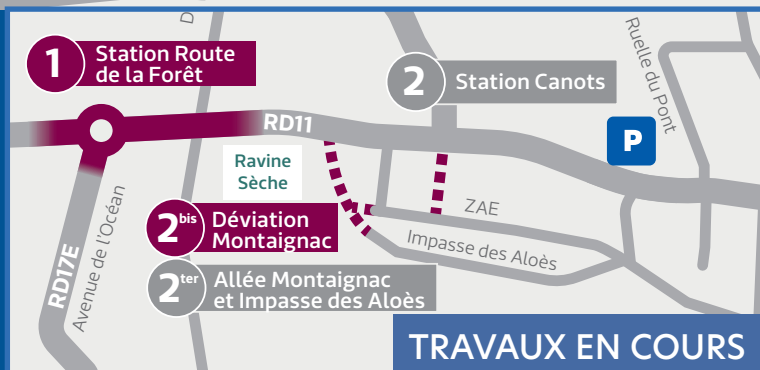 D
1
Station Route
de la Forêt
2
Station Canots
Ruelle du Pont
P
RD11
Ravine
Sèche
2bis
Déviation
Montaignac
ZAE
Impasse des Aloès
2ter
Allée Montaignac
et Impasse des Aloès
RD17E
Avenue de l'Océan
TRAVAUX EN COURS